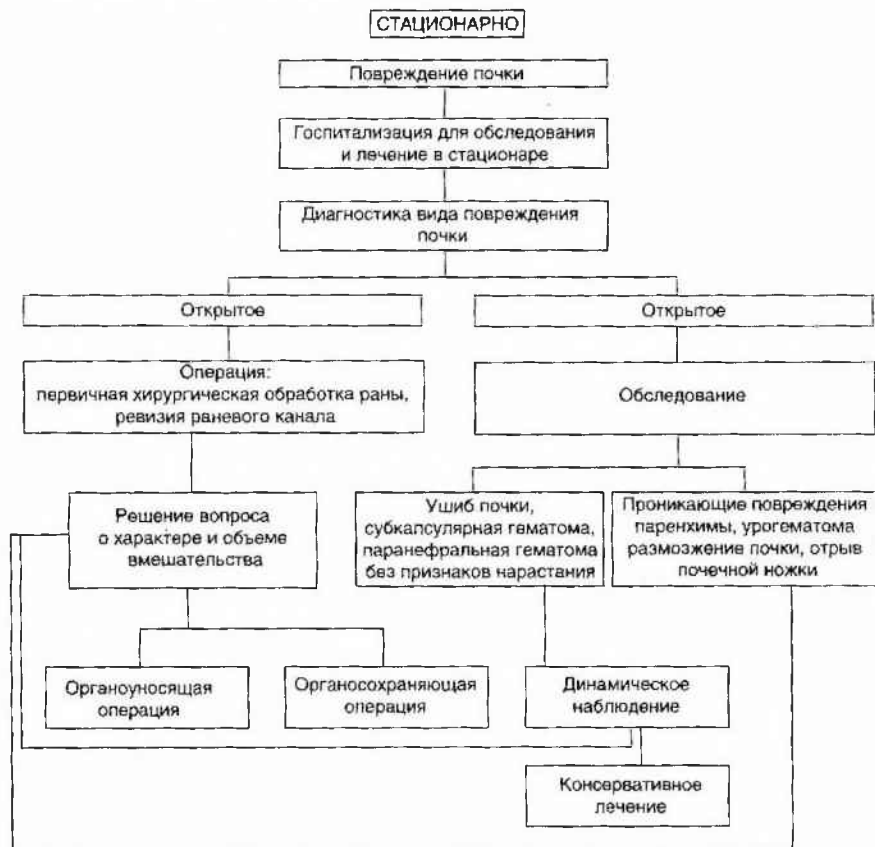 СТАЦИОНАРНО
Повреждение почки
Госпитализация для обследования
и лечение в стационаре
Диагностика вида повреждения
почки
Открытое
Открытое
Операция:
первичная хирургическая обработка раны,
ревизия раневого канала
Обследование
Решение вопроса
о характере и объеме
вмешательства
Ушиб почки,
субкапсулярная гематома,
паранефральная гематома
без признаков нарастания
Проникающие повреждения
паренхимы, урогематома
размозжение почки, отрыв
почечной ножки
Органоуносящая
операция
Органосохраняющая
операция
Динамическое
наблюдение
Консервативное
лечение